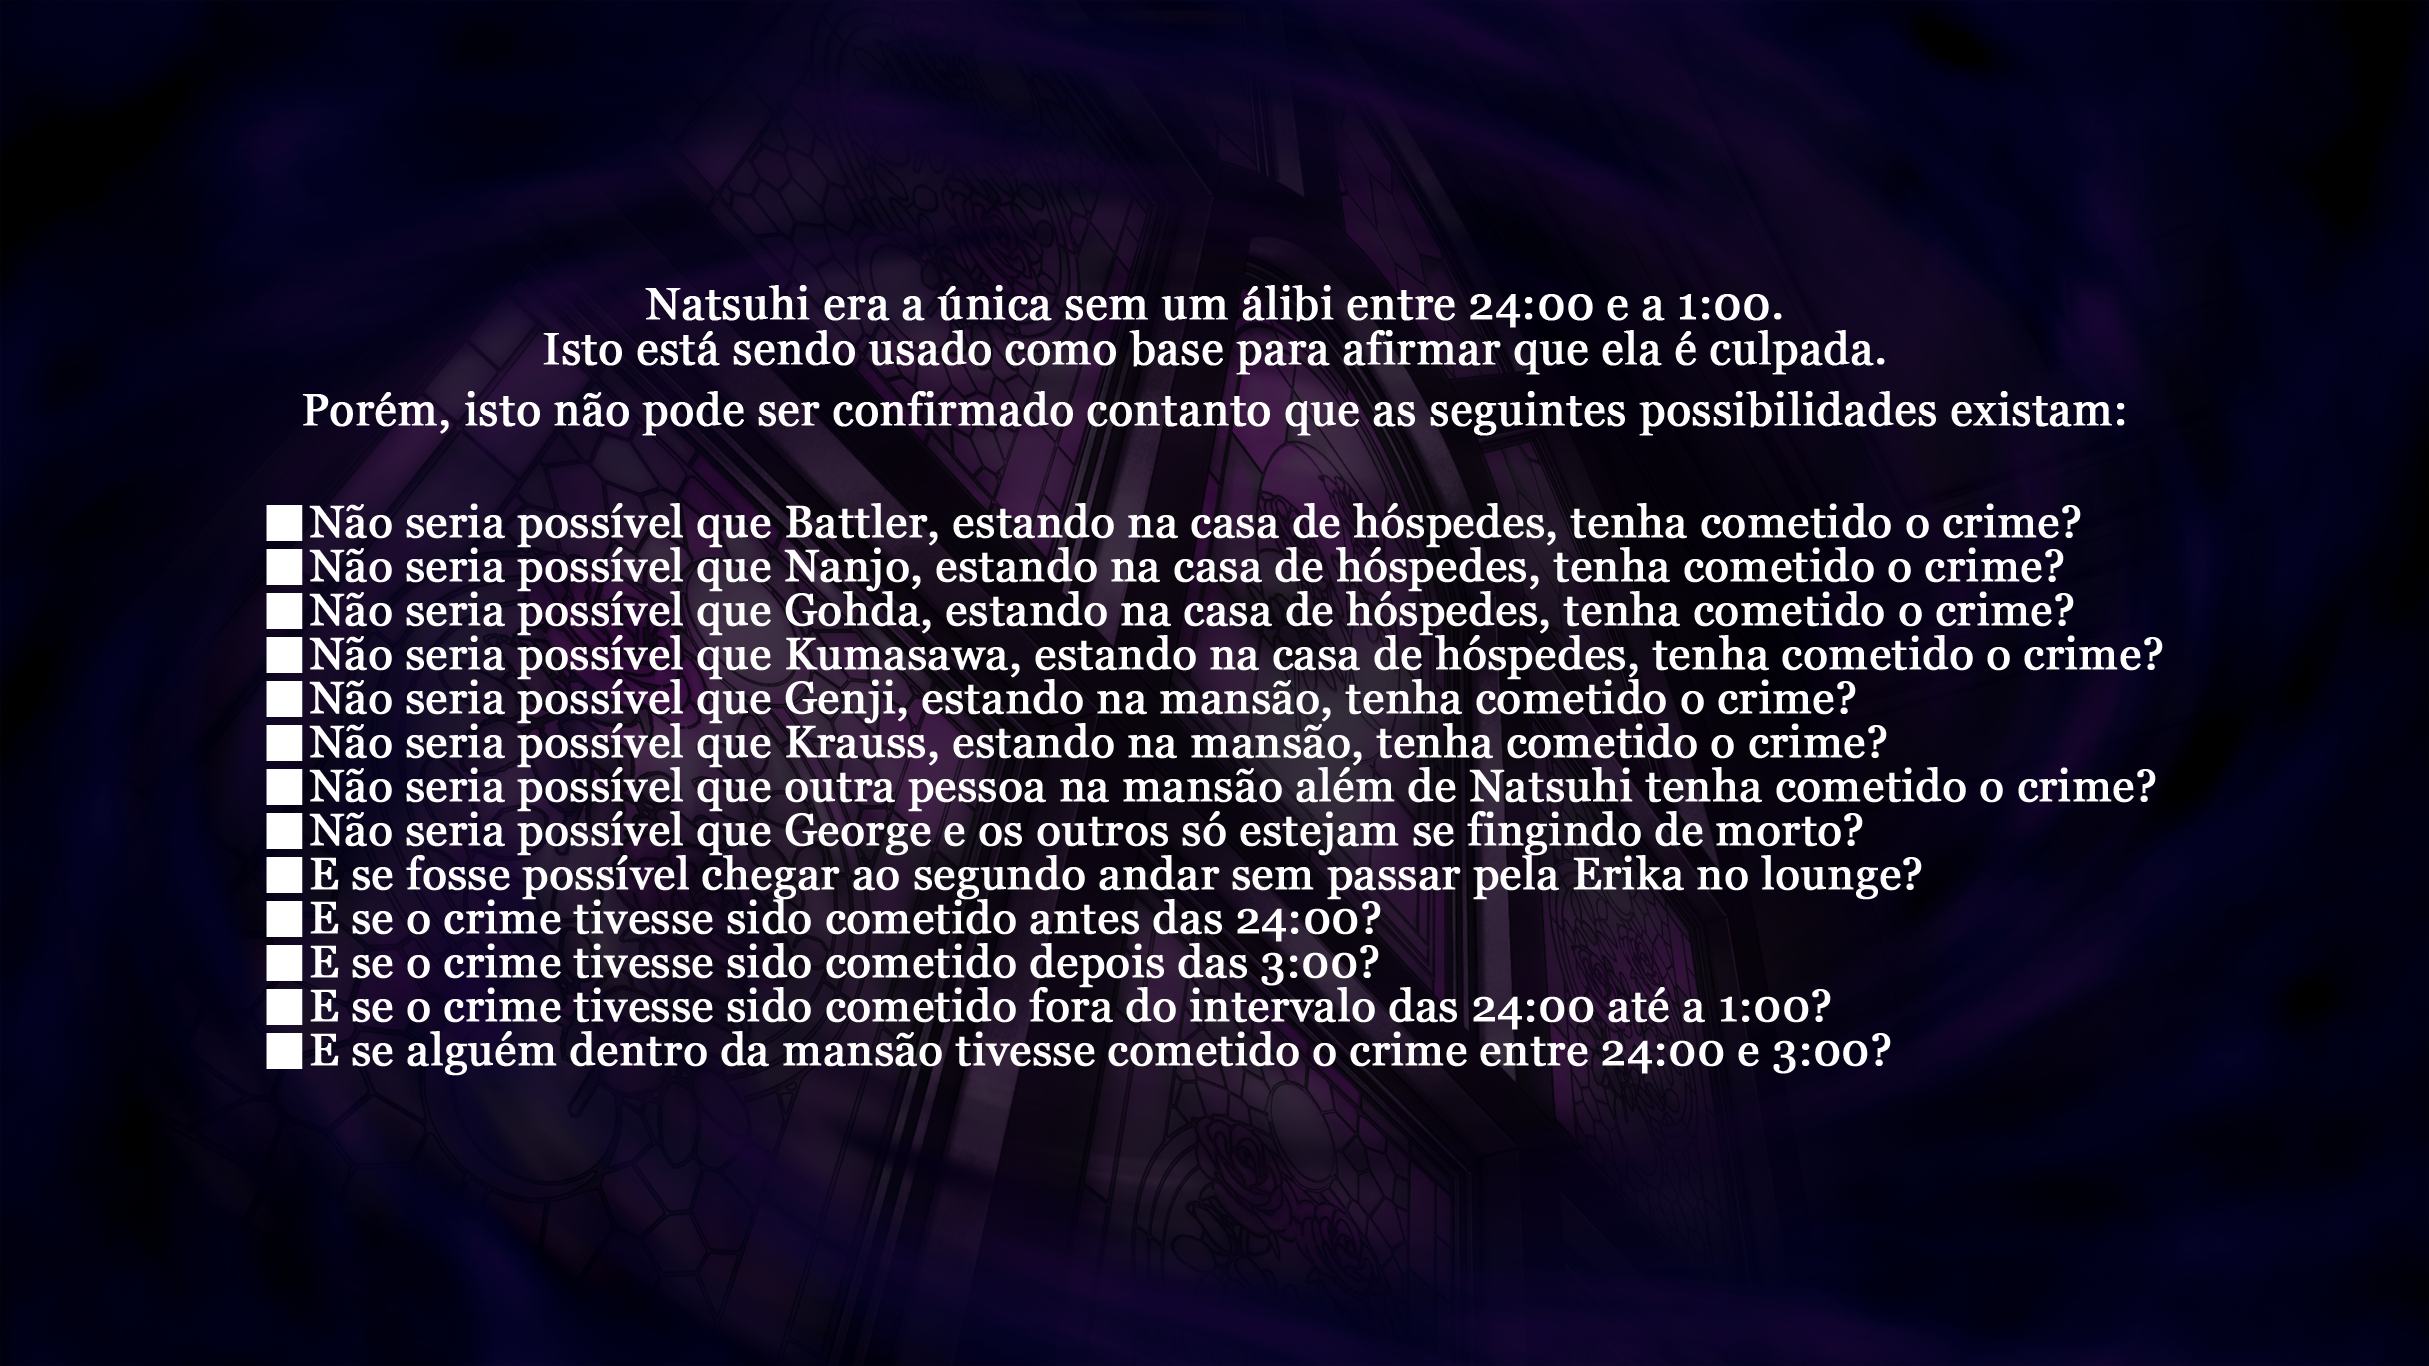 Natsuhi era a única sem um álibi entre 24:00 e a 1:00.
Isto está sendo usado como base para afirmar que ela é culpada.
Porém, isto não pode ser confirmado contanto que as seguintes possibilidades existam:
■Não seria possível que Battler, estando na casa de hóspedes, tenha cometido o crime?
■Não seria possível que Nanjo, estando na casa de hóspedes, tenha cometido o crime?
■Não seria possível que Gohda, estando na casa de hóspedes, tenha cometido o crime?
■Não seria possível que Kumasawa, estando na casa de hóspedes, tenha cometido o crime?
■Não seria possível que Genji, estando na mansão, tenha cometido o crime?
■Não seria possível que Krauss, estando na mansão, tenha cometido o crime?
■Não seria possível que outra pessoa na mansão além de Natsuhi tenha cometido o crime?
■Não seria possível que George e os outros só estejam se fingindo de morto?
■E se fosse possível chegar ao segundo andar sem passar pela Erika no lounge?
■E se o crime tivesse sido cometido antes das 24:00?
■E se o crime tivesse sido cometido depois das 3:00?
■E se o crime tivesse sido cometido fora do intervalo das 24:00 até a 1:00?
■E se alguém dentro da mansão tivesse cometido o crime entre 24:00 e 3:00?